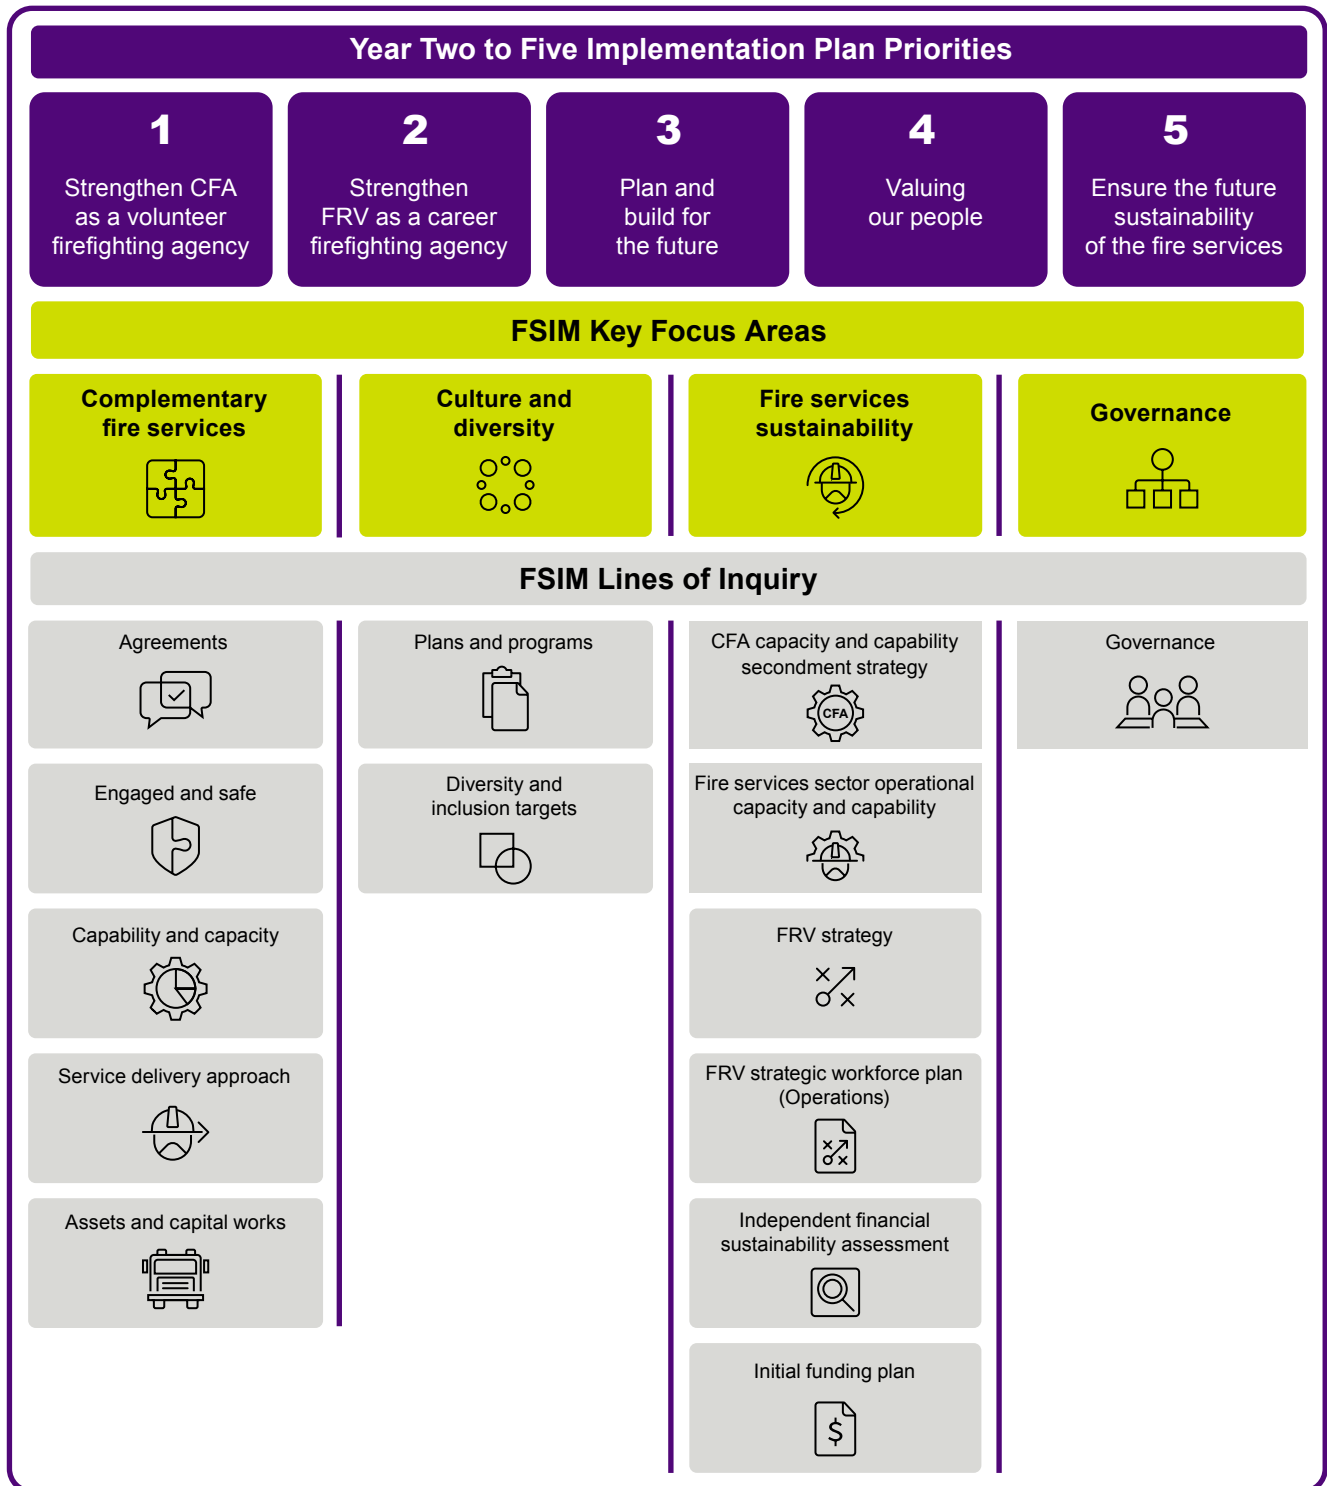 Year Two to Five Implementation Plan Priorities
1
Strengthen CFA
as a volunteer
firefighting agency
2
Strengthen
FRV as a career
firefighting agency
3
Plan and
build for
the future
4
Valuing
our people
5
Ensure the future
sustainability
of the fire services
FSIM Key Focus Areas
Complementary
fire services
Culture and
diversity
Fire services
sustainability
Governance
FSIM Lines of Inquiry
Agreements
Engaged and safe
Capability and capacity
Service delivery approach
Assets and capital works
Plans and programs
Diversity and
inclusion targets
CFA capacity and capability
secondment strategy
CFA
Fire services sector operational
capacity and capability
FRV strategy
FRV strategic workforce plan
(Operations)
Independent financial
sustainability assessment
Initial funding plan
$
Governance